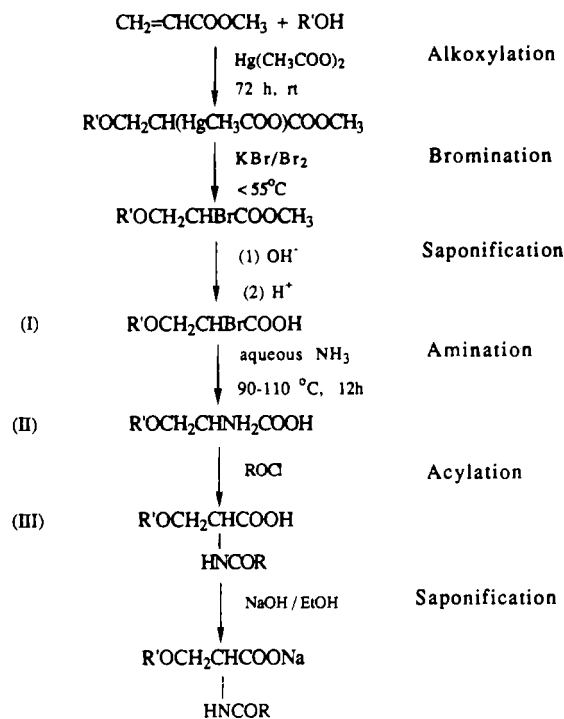 CH₂=CHCOOCH₃ + R'OH
Hg(CH₃COO)₂
Alkoxylation
72 h, rt
R'OCH₂CH(HgCH₃COO)COOCH₃
KBr/Br₂
Bromination
<55°C
R'OCH₂CHBrCOOCH₃
(1) OH⁻
Saponification
(2) H⁺
(I) R'OCH₂CHBrCOOH
aqueous NH₃
Amination
90-110 °C, 12h
(II) R'OCH₂CHNH₂COOH
ROCl
Acylation
(III) R'OCH₂CHCOOH
HNCOR
NaOH / EtOH
Saponification
R'OCH₂CHCOONa
HNCOR